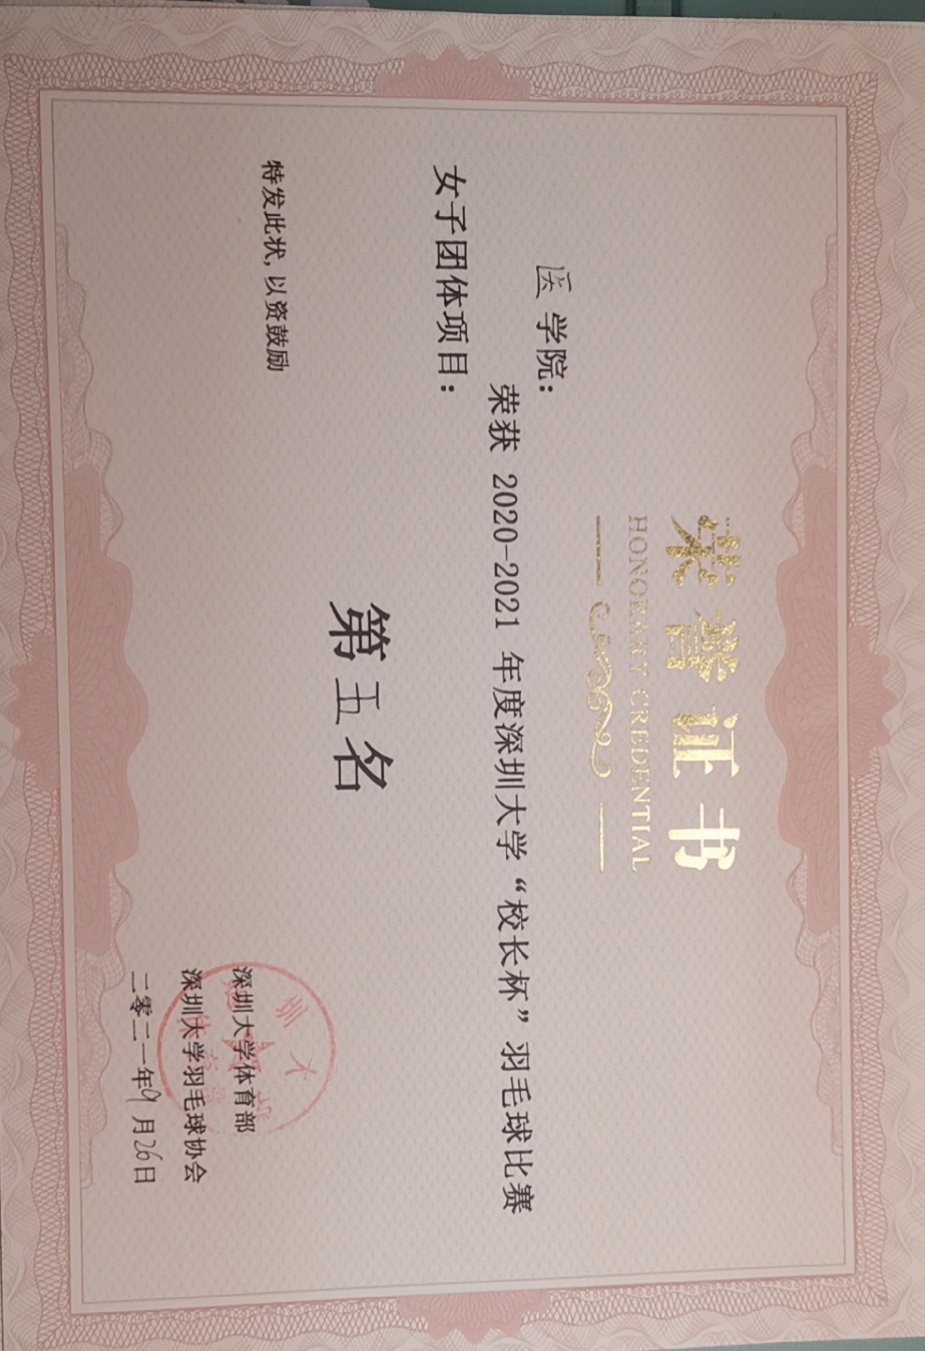 荣誉证书
HONORARY CREDENTIAL
医学院：
荣获 2020-2021 年度深圳大学“校长杯”羽毛球比赛
女子团体项目：
第五名
特发此状, 以资鼓励
深圳大学体育部
深圳大学羽毛球协会
二零二一年9月26日